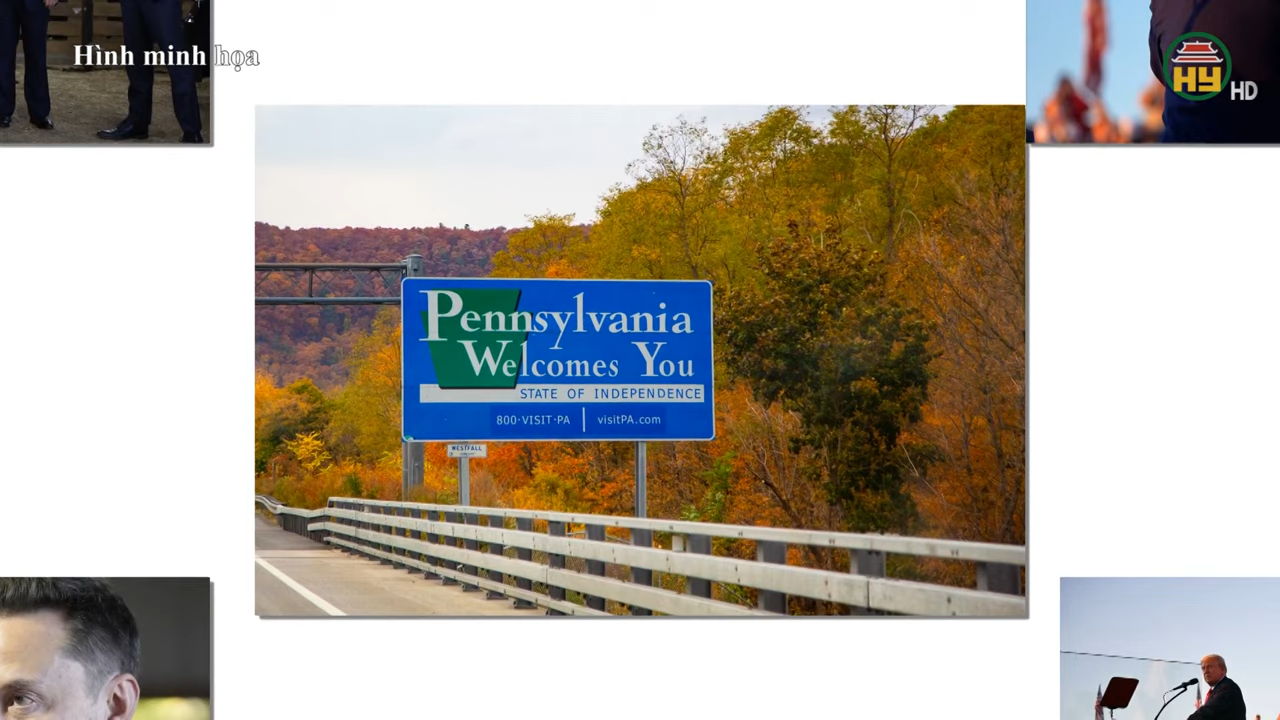 Hình minh họa
HY
HD
Pennsylvania
Welcomes You
STATE OF INDEPENDENCE
800·VISIT·PA | visitPA.com
WESTFALL